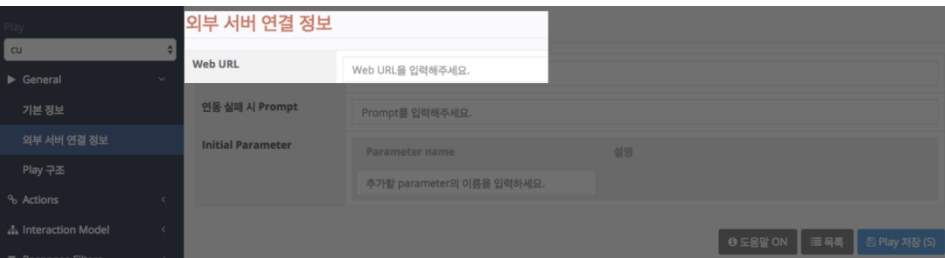 Play
cu
General
기본 정보
외부 서버 연결 정보
Play 구조
Actions
Interaction Model
외부 서버 연결 정보
Web URL
Web URL을 입력해주세요.
연동 실패 시 Prompt
Prompt를 입력해주세요.
Initial Parameter
Parameter name
설명
추가할 parameter의 이름을 입력하세요.
도움말 ON
목록
Play 저장 (S)